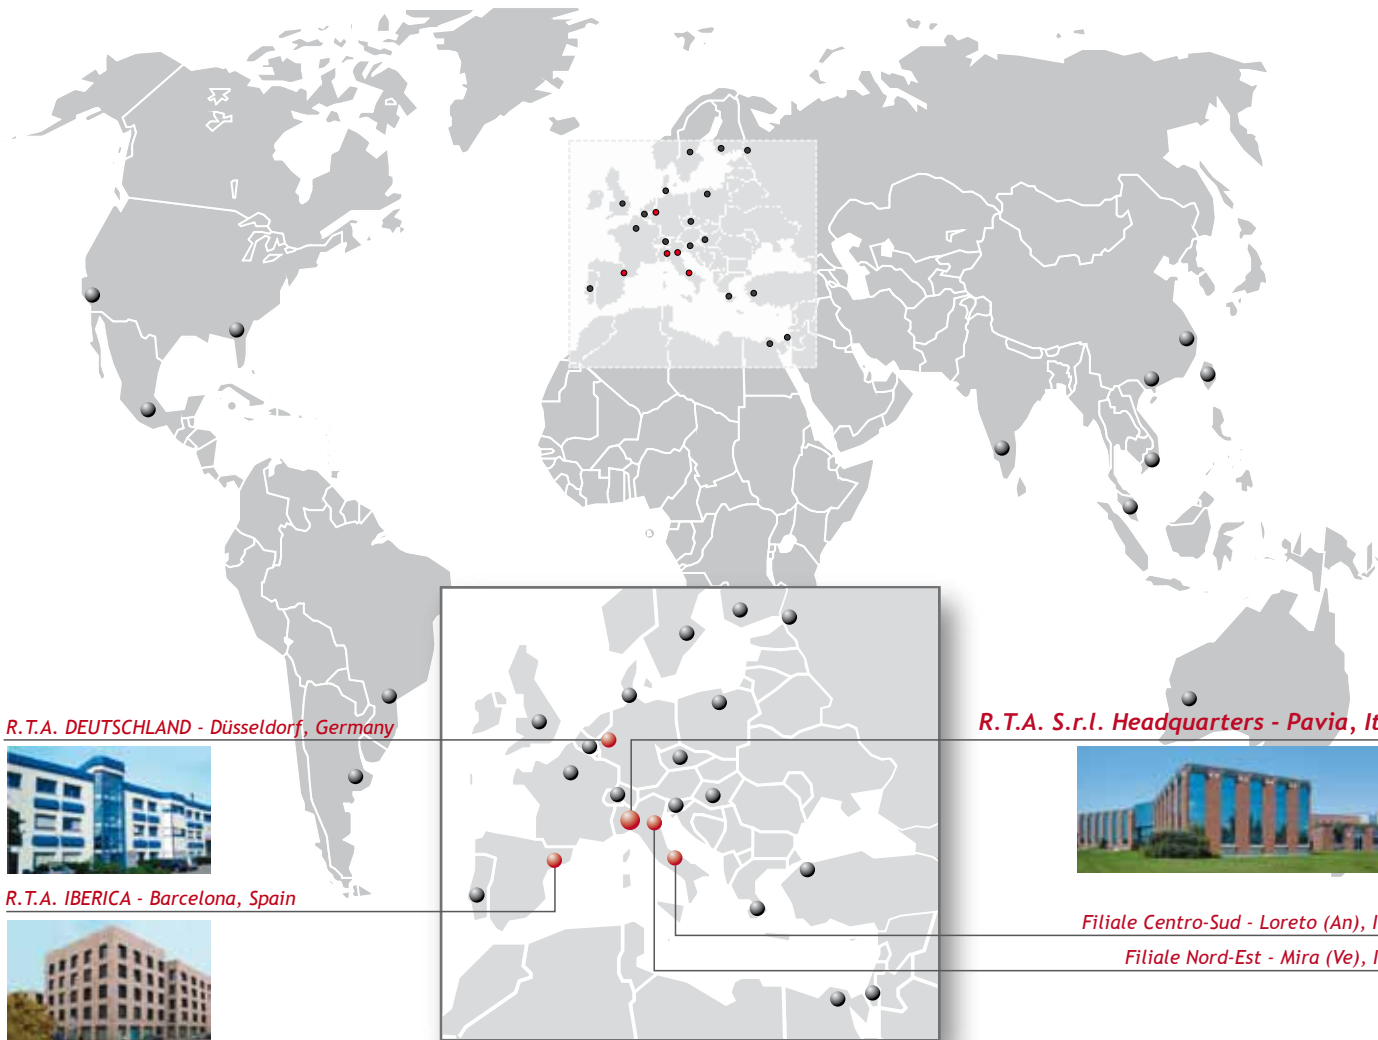 R.T.A. DEUTSCHLAND - Düsseldorf, Germany
R.T.A. S.r.l. Headquarters - Pavia, It
R.T.A. IBERICA - Barcelona, Spain
Filiale Centro-Sud - Loreto (An), I
Filiale Nord-Est - Mira (Ve), I